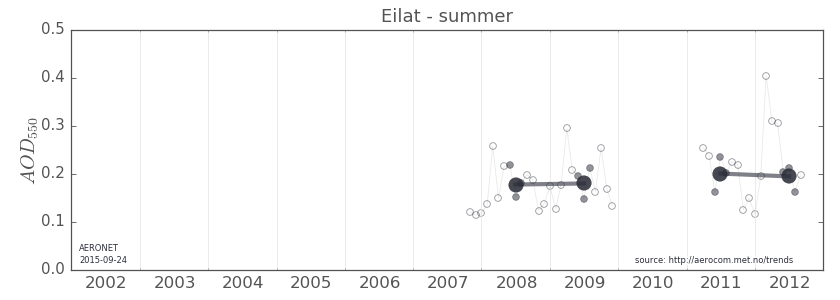 Eilat - summer
0.5
0.4
0.3
0.2
0.1
0.0
AOD550
AERONET
2015-09-24
source: http://aerocom.met.no/trends
2002 2003 2004 2005 2006 2007 2008 2009 2010 2011 2012